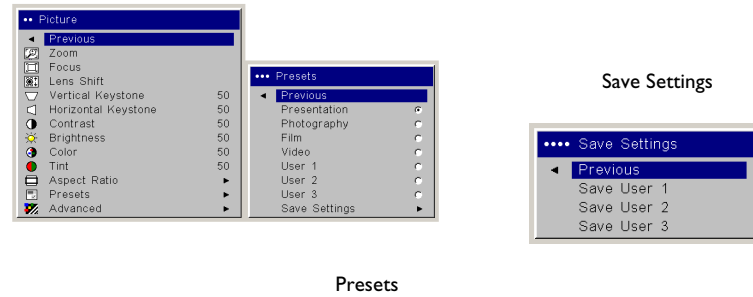 •• Picture
◄ Previous
Zoom
Focus
Lens Shift
Vertical Keystone 50
Horizontal Keystone 50
Contrast 50
Brightness 50
Color 50
Tint 50
Aspect Ratio ►
Presets ►
Advanced ►
••• Presets
◄ Previous
Presentation
Photography
Film
Video
User 1
User 2
User 3
Save Settings ►
Presets
Save Settings
•••• Save Settings
◄ Previous
Save User 1
Save User 2
Save User 3